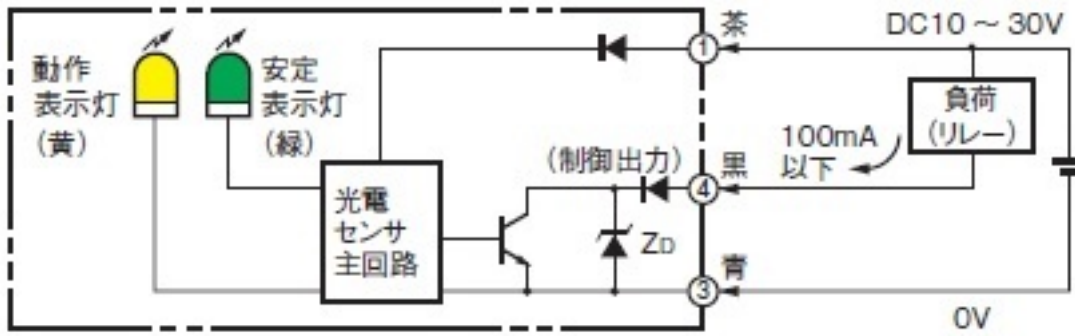 動作
表示灯
(黄)
安定
表示灯
(緑)
光電
センサ
主回路
(制御出力)
ZD
①
茶
④
黒
③
青
DC10 ~ 30V
負荷
(リレー)
100mA
以下
0V